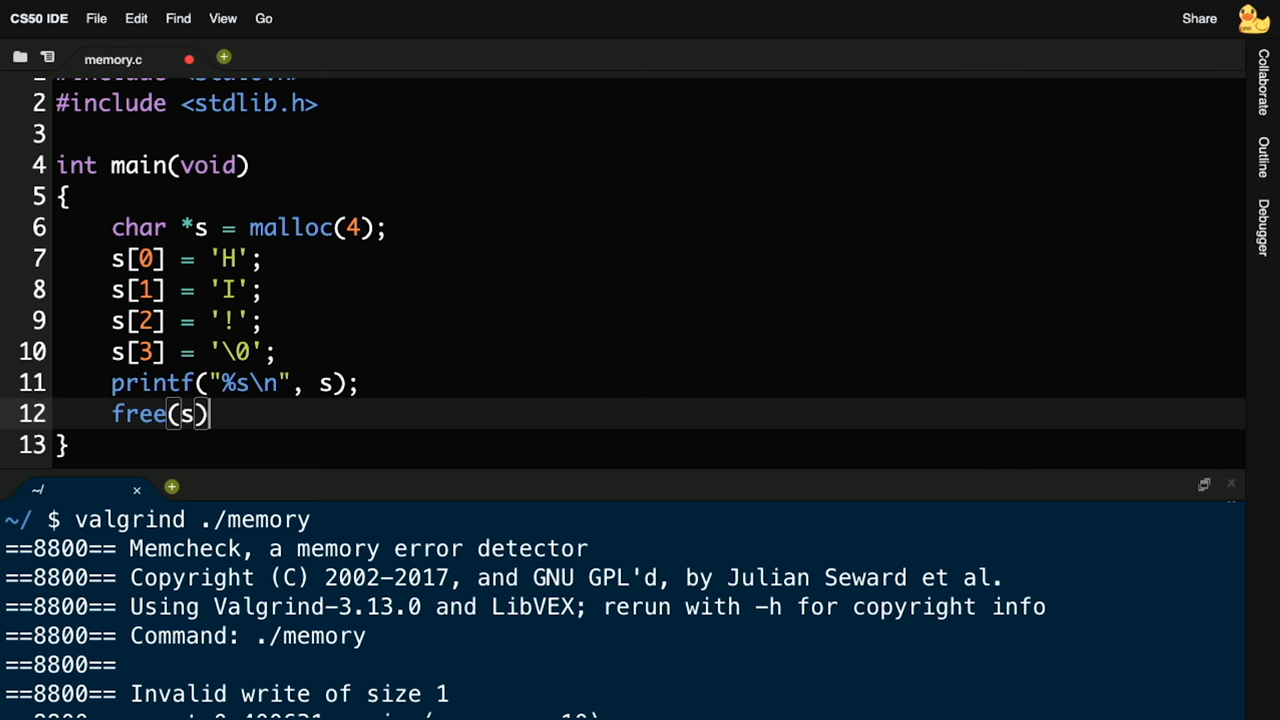 CS50 IDE File Edit View Find Go Share
memory.c
2 #include <stdlib.h>
3
4 int main(void)
5 {
6 char *s = malloc(4);
7 s[0] = 'H';
8 s[1] = 'I';
9 s[2] = '!';
10 s[3] = '\0';
11 printf("%s\n", s);
12 free(s)
13 }
~/
~/ $ valgrind ./memory
==8800== Memcheck, a memory error detector
==8800== Copyright (C) 2002-2017, and GNU GPL'd, by Julian Seward et al.
==8800== Using Valgrind-3.13.0 and LibVEX; rerun with -h for copyright info
==8800== Command: ./memory
==8800==
==8800== Invalid write of size 1
Collaborate
Outline
Debugger